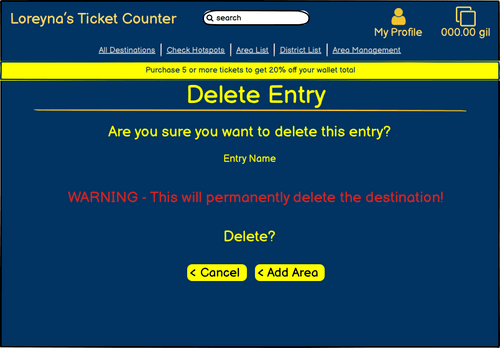 Loreyna's Ticket Counter
search
My Profile
000.00 gil
All Destinations | Check Hotspots | Area List | District List | Area Management
Purchase 5 or more tickets to get 20% off your wallet total
Delete Entry
Are you sure you want to delete this entry?
Entry Name
WARNING - This will permanently delete the destination!
Delete?
< Cancel
< Add Area